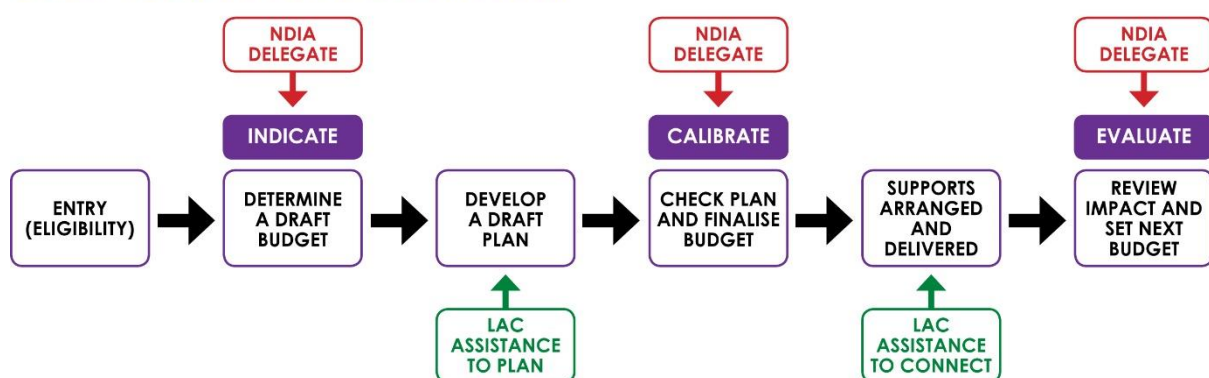 NDIA
DELEGATE
NDIA
DELEGATE
NDIA
DELEGATE
INDICATE
CALIBRATE
EVALUATE
ENTRY
(ELIGIBILITY)
DETERMINE
A DRAFT
BUDGET
DEVELOP
A DRAFT
PLAN
CHECK PLAN
AND FINALISE
BUDGET
SUPPORTS
ARRANGED
AND
DELIVERED
REVIEW
IMPACT AND
SET NEXT
BUDGET
LAC
ASSISTANCE
TO PLAN
LAC
ASSISTANCE
TO CONNECT